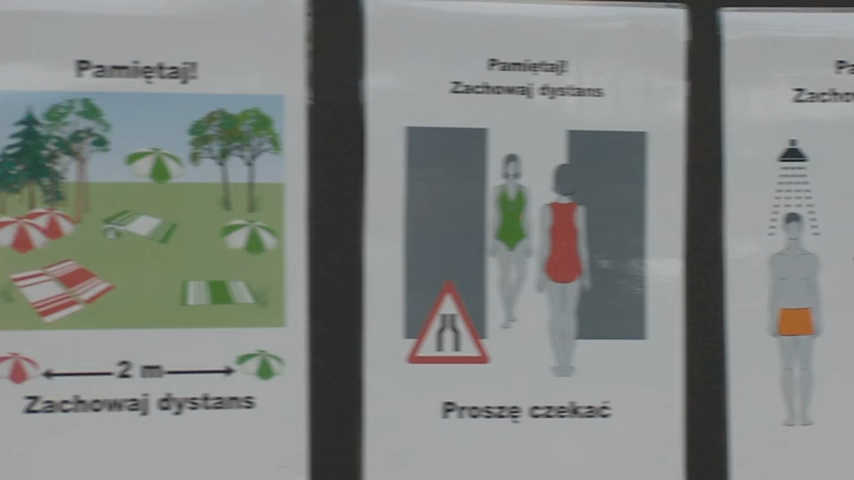 Pamiętaj!
2 m
Zachowaj dystans
Pamiętaj!
Zachowaj dystans
Proszę czekać